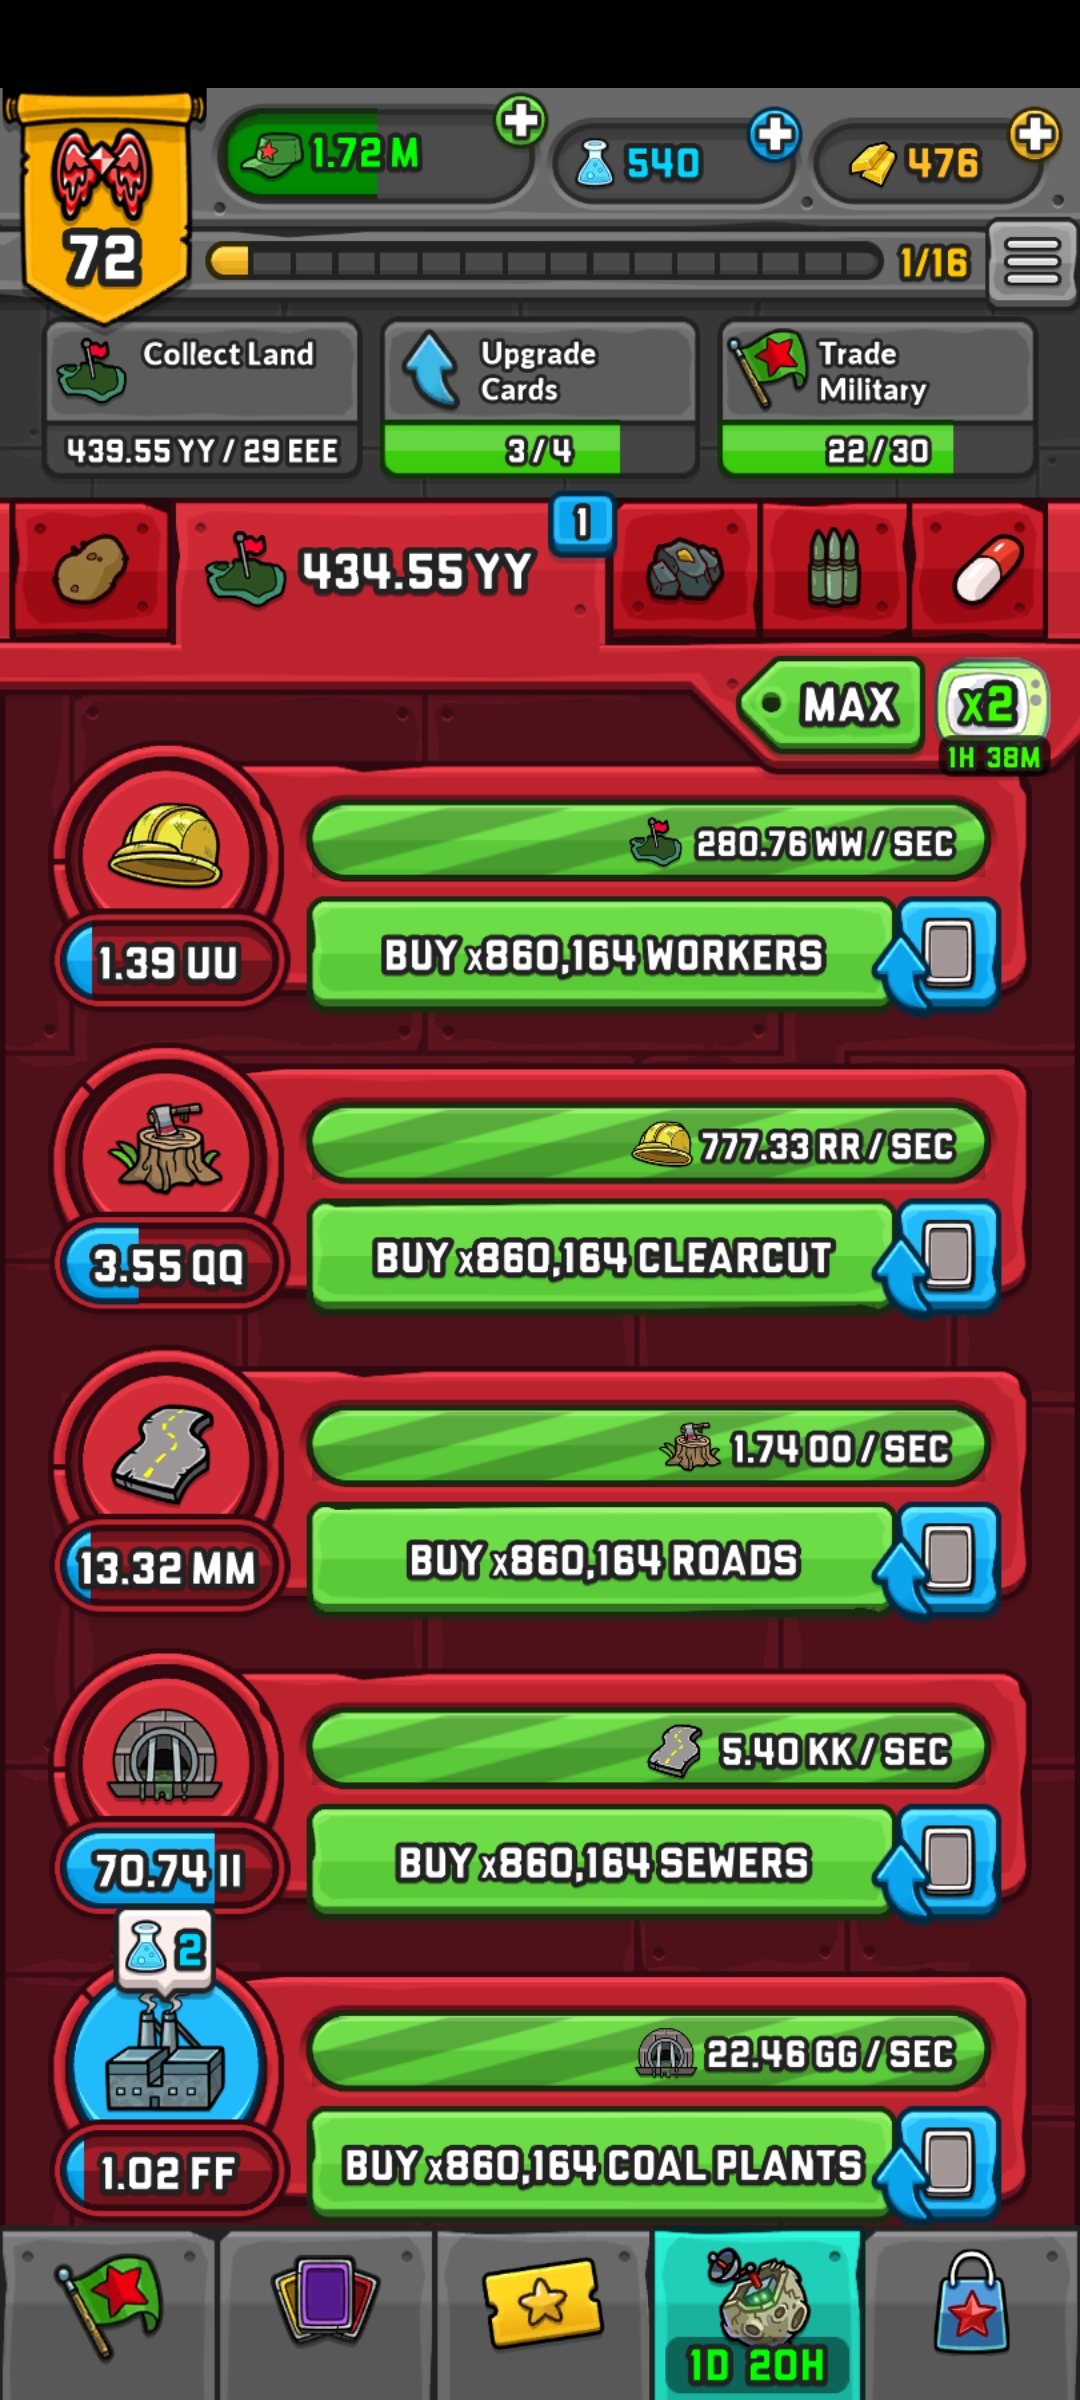 1.72 M
540
476
72
1/16
Collect Land
439.55 YY / 29 EEE
Upgrade
Cards
3/4
Trade
Military
22/30
434.55 YY
1
MAX
x2
1H 38M
280.76 WW / SEC
1.39 UU
BUY x860,164 WORKERS
777.33 RR / SEC
3.55 QQ
BUY x860,164 CLEARCUT
1.74 OO / SEC
13.32 MM
BUY x860,164 ROADS
5.40 KK / SEC
70.74 II
BUY x860,164 SEWERS
2
22.46 GG / SEC
1.02 FF
BUY x860,164 COAL PLANTS
1D 20H